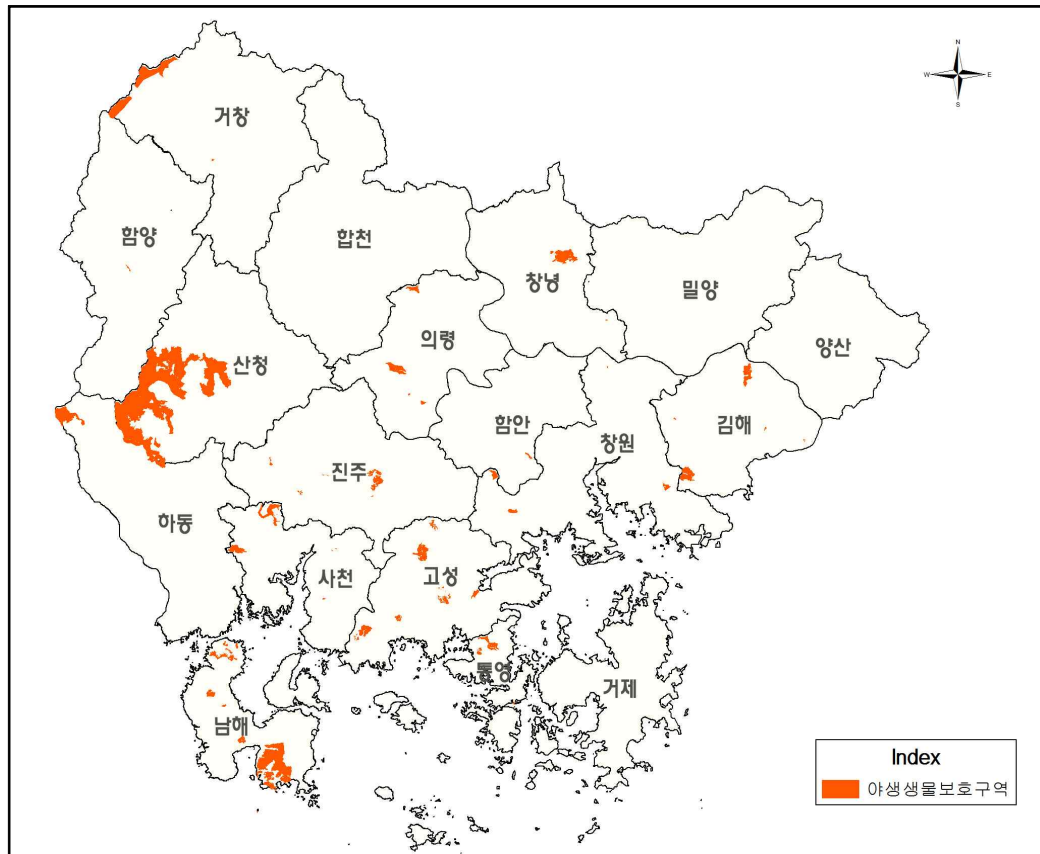 N
W E
S
거창
함양
합천
창녕
밀양
의령
양산
산청
함안
김해
창원
진주
하동
사천
고성
통영
거제
남해
Index
야생생물보호구역